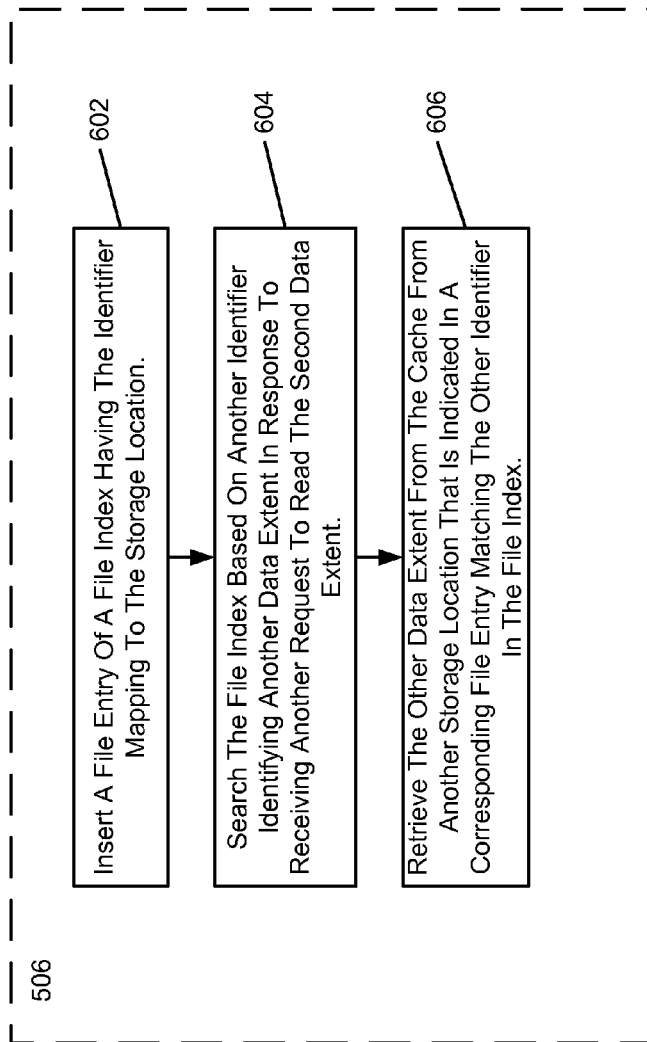 506
Insert A File Entry Of A File Index Having The Identifier
Mapping To The Storage Location.
602
Search The File Index Based On Another Identifier
Identifying Another Data Extent In Response To
Receiving Another Request To Read The Second Data
Extent.
604
Retrieve The Other Data Extent From The Cache From
Another Storage Location That Is Indicated In A
Corresponding File Entry Matching The Other Identifier
In The File Index.
606